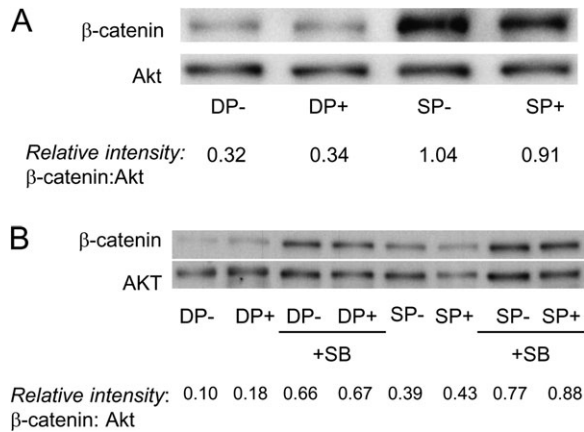 A
β-catenin
Akt
DP- DP+ SP- SP+
Relative intensity: 0.32 0.34 1.04 0.91
β-catenin:Akt
B
β-catenin
AKT
DP- DP+ DP- DP+ SP- SP+ SP- SP+
+SB +SB
Relative intensity: 0.10 0.18 0.66 0.67 0.39 0.43 0.77 0.88
β-catenin: Akt